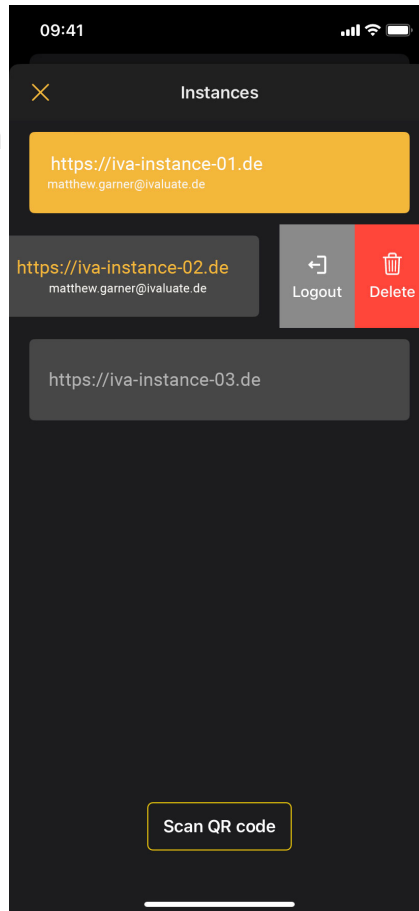 09:41
Instances
https://iva-instance-01.de
matthew.garner@ivaluate.de
https://iva-instance-02.de
matthew.garner@ivaluate.de
Logout
Delete
https://iva-instance-03.de
Scan QR code